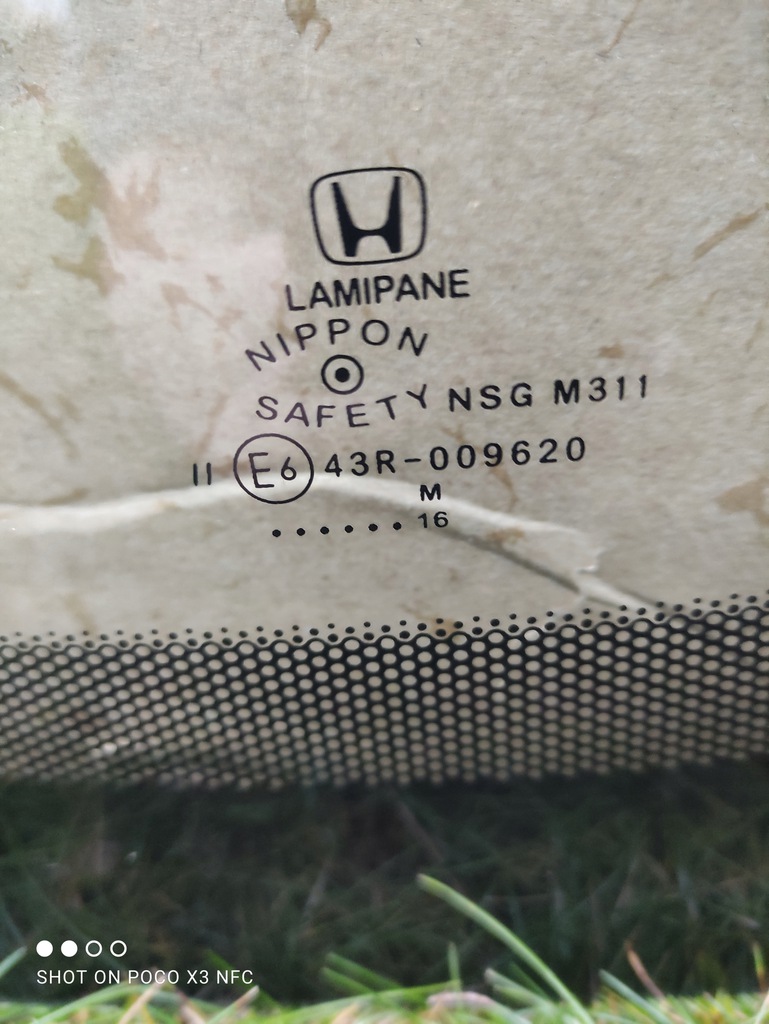 LAMIPANE
NIPPON
SAFETY NSG M311
II E6 43R-009620
M
......16
SHOT ON POCO X3 NFC